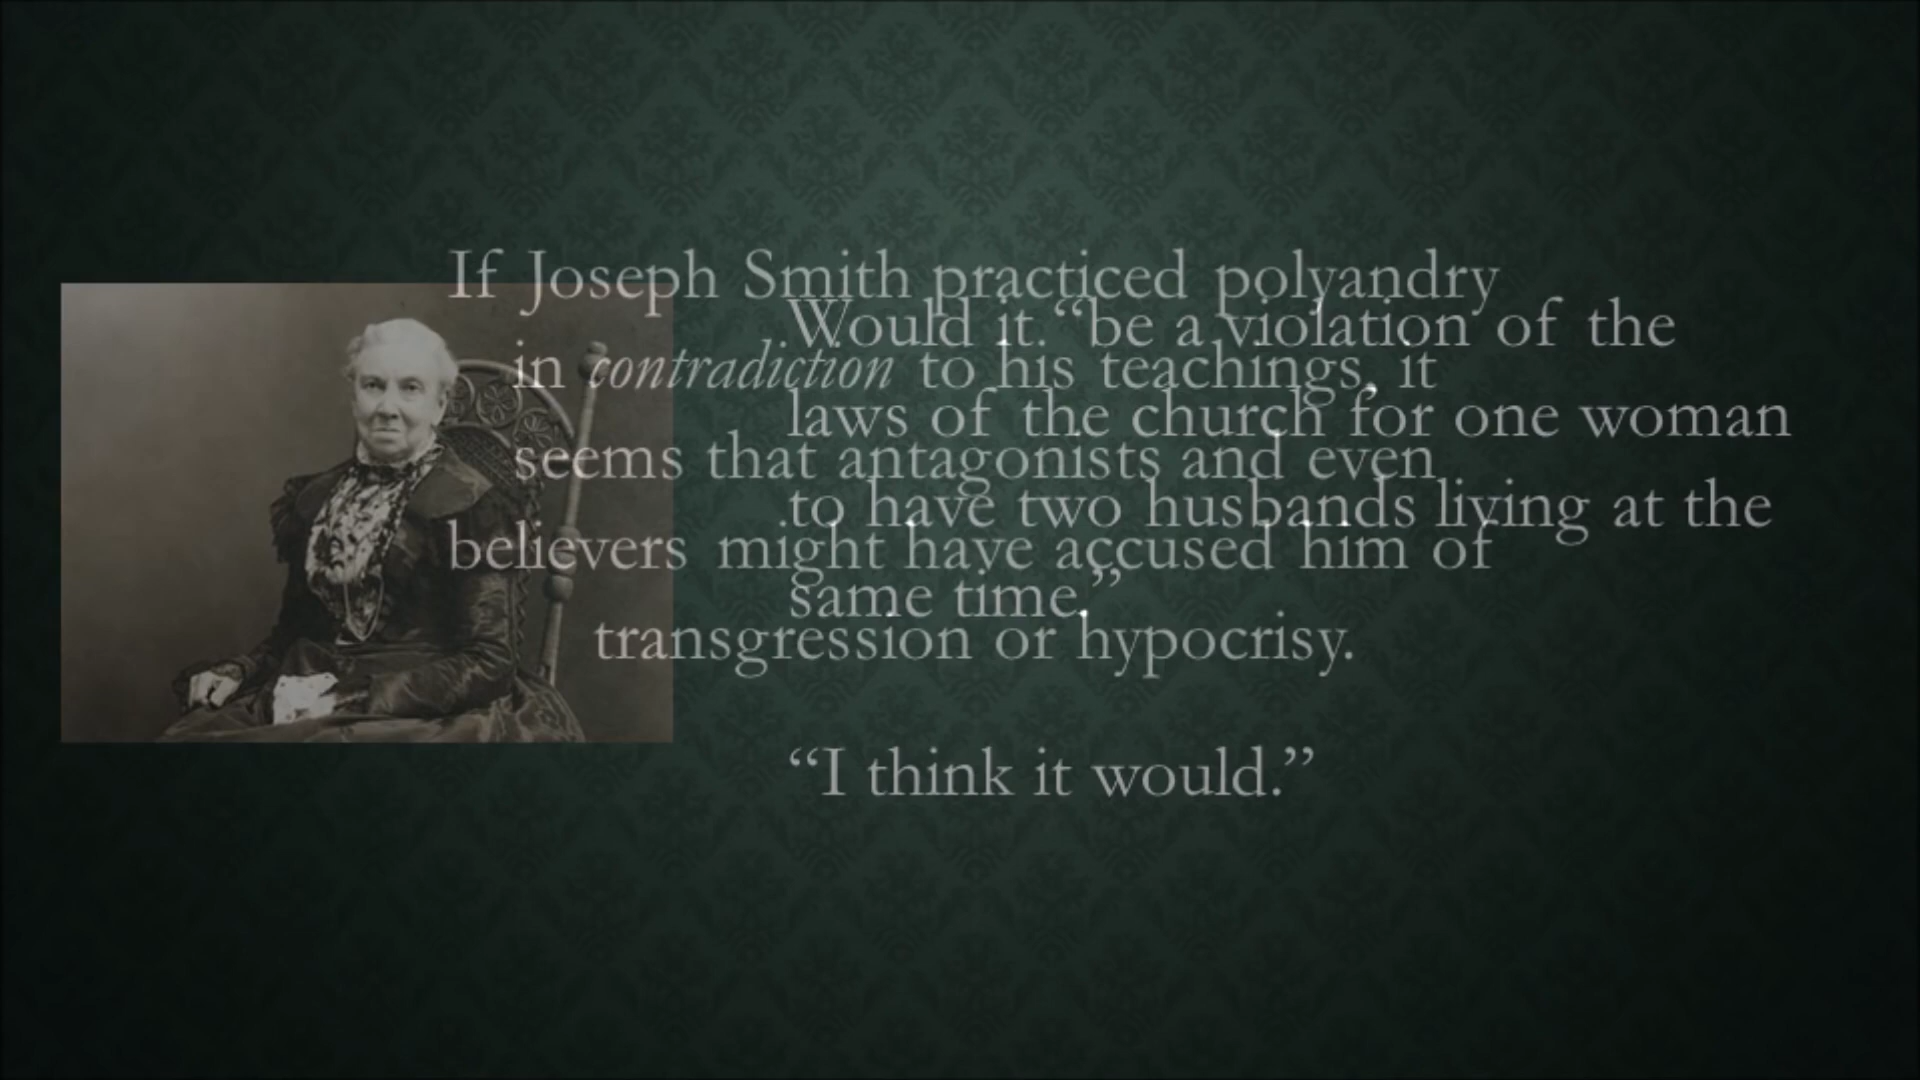 If Joseph Smith practiced polyandry
in contradiction to his teachings, it
seems that antagonists and even
believers might have accused him of
transgression or hypocrisy.
Would it “be a violation of the
laws of the church for one woman
to have two husbands living at the
same time.”
“I think it would.”